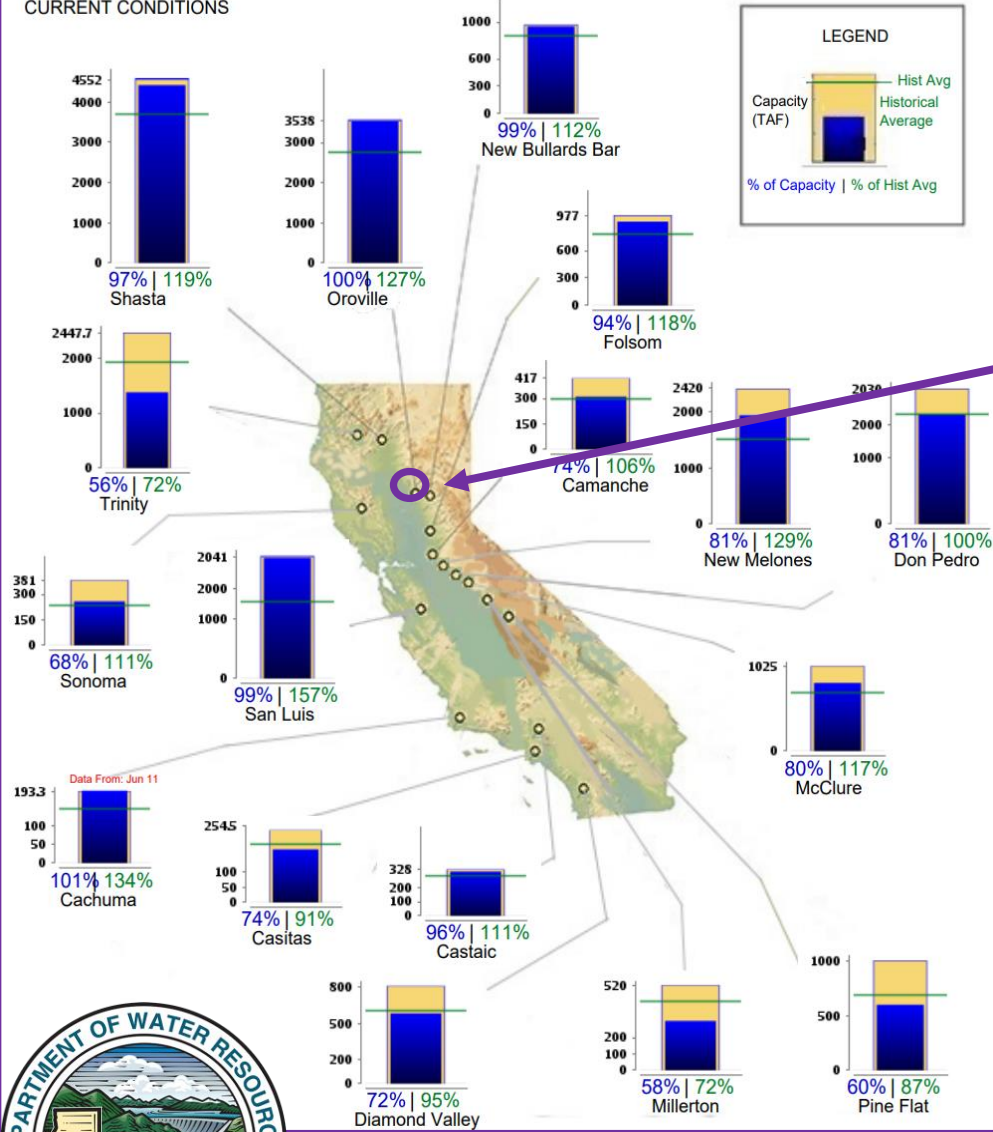 CURRENT CONDITIONS
LEGEND
Hist Avg
Capacity
(TAF)
Historical
Average
% of Capacity | % of Hist Avg
1000
600
300
0
99% | 112%
New Bullards Bar
4552
4000
3000
2000
1000
0
97% | 119%
Shasta
3538
3000
2000
1000
0
100% | 127%
Oroville
977
600
300
0
94% | 118%
Folsom
2447.7
2000
1000
0
56% | 72%
Trinity
417
300
150
0
74% | 106%
Camanche
2420
2000
1000
0
81% | 129%
New Melones
2030
2000
1000
0
81% | 100%
Don Pedro
381
300
150
0
68% | 111%
Sonoma
2041
2000
1000
0
99% | 157%
San Luis
1025
0
80% | 117%
McClure
Data From: Jun 11
193.3
100
50
0
101% | 134%
Cachuma
254.5
100
50
0
74% | 91%
Casitas
328
200
100
0
96% | 111%
Castaic
800
500
200
0
72% | 95%
Diamond Valley
520
200
100
0
58% | 72%
Millerton
1000
500
0
60% | 87%
Pine Flat
PARTMENT OF WATER RESOURC